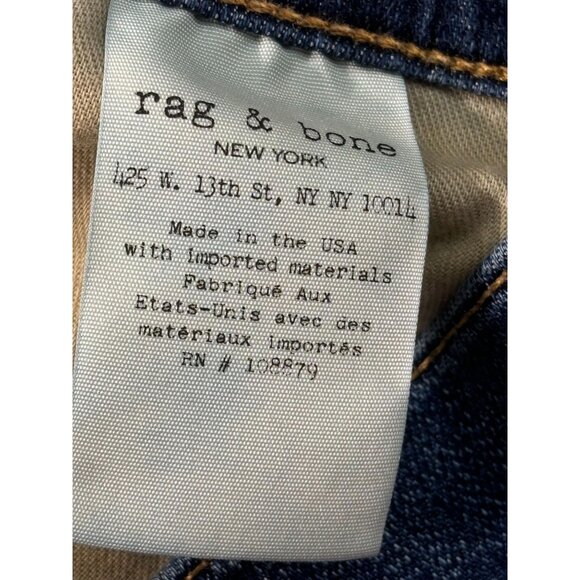 rag & bone
NEW YORK
425 W. 13th St, NY NY 10014
Made in the USA
with imported materials
Fabriqué Aux
Etats-Unis avec des
matériaux importés
RN # 108879